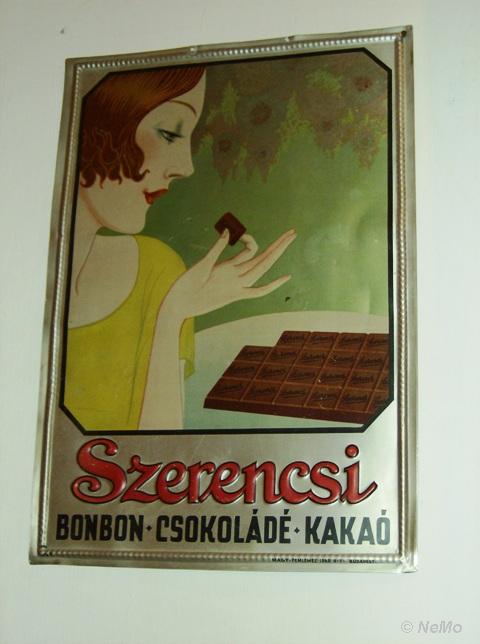 Szerencsi
BONBON · CSOKOLÁDÉ · KAKAÓ
© NeMo